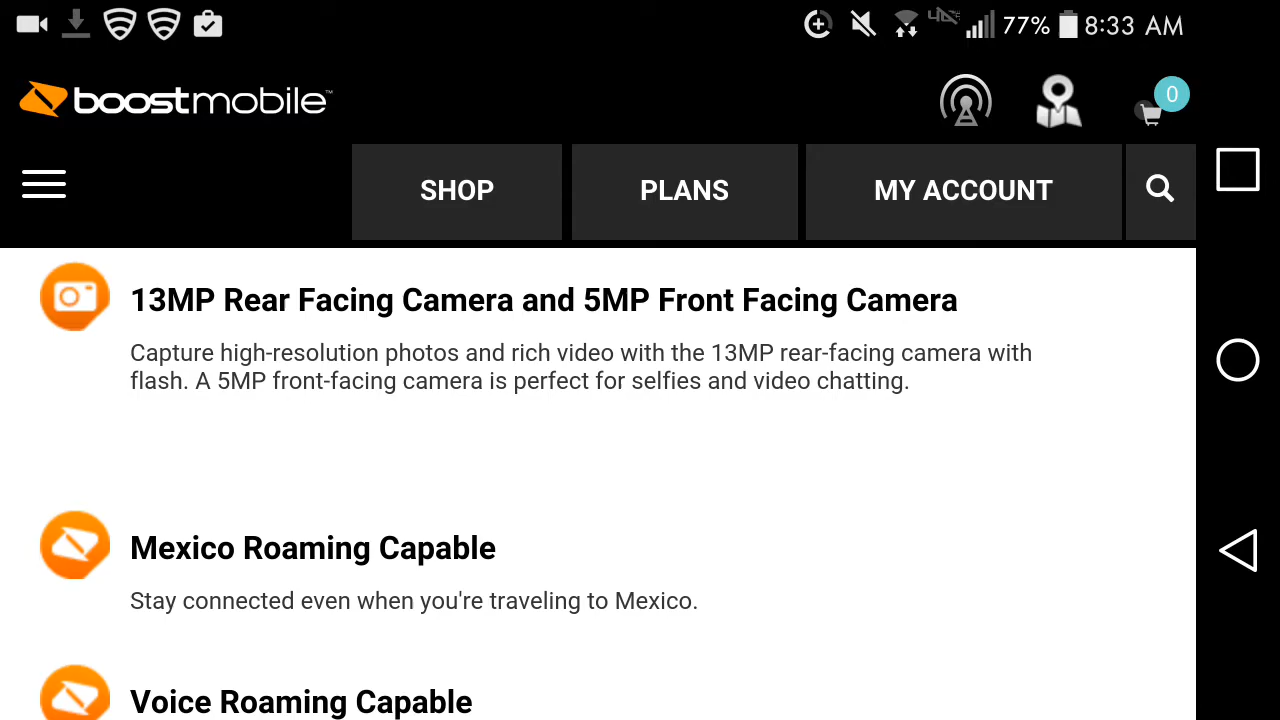 77% 8:33 AM
boostmobile™
0
SHOP PLANS MY ACCOUNT
13MP Rear Facing Camera and 5MP Front Facing Camera
Capture high-resolution photos and rich video with the 13MP rear-facing camera with
flash. A 5MP front-facing camera is perfect for selfies and video chatting.
Mexico Roaming Capable
Stay connected even when you're traveling to Mexico.
Voice Roaming Capable